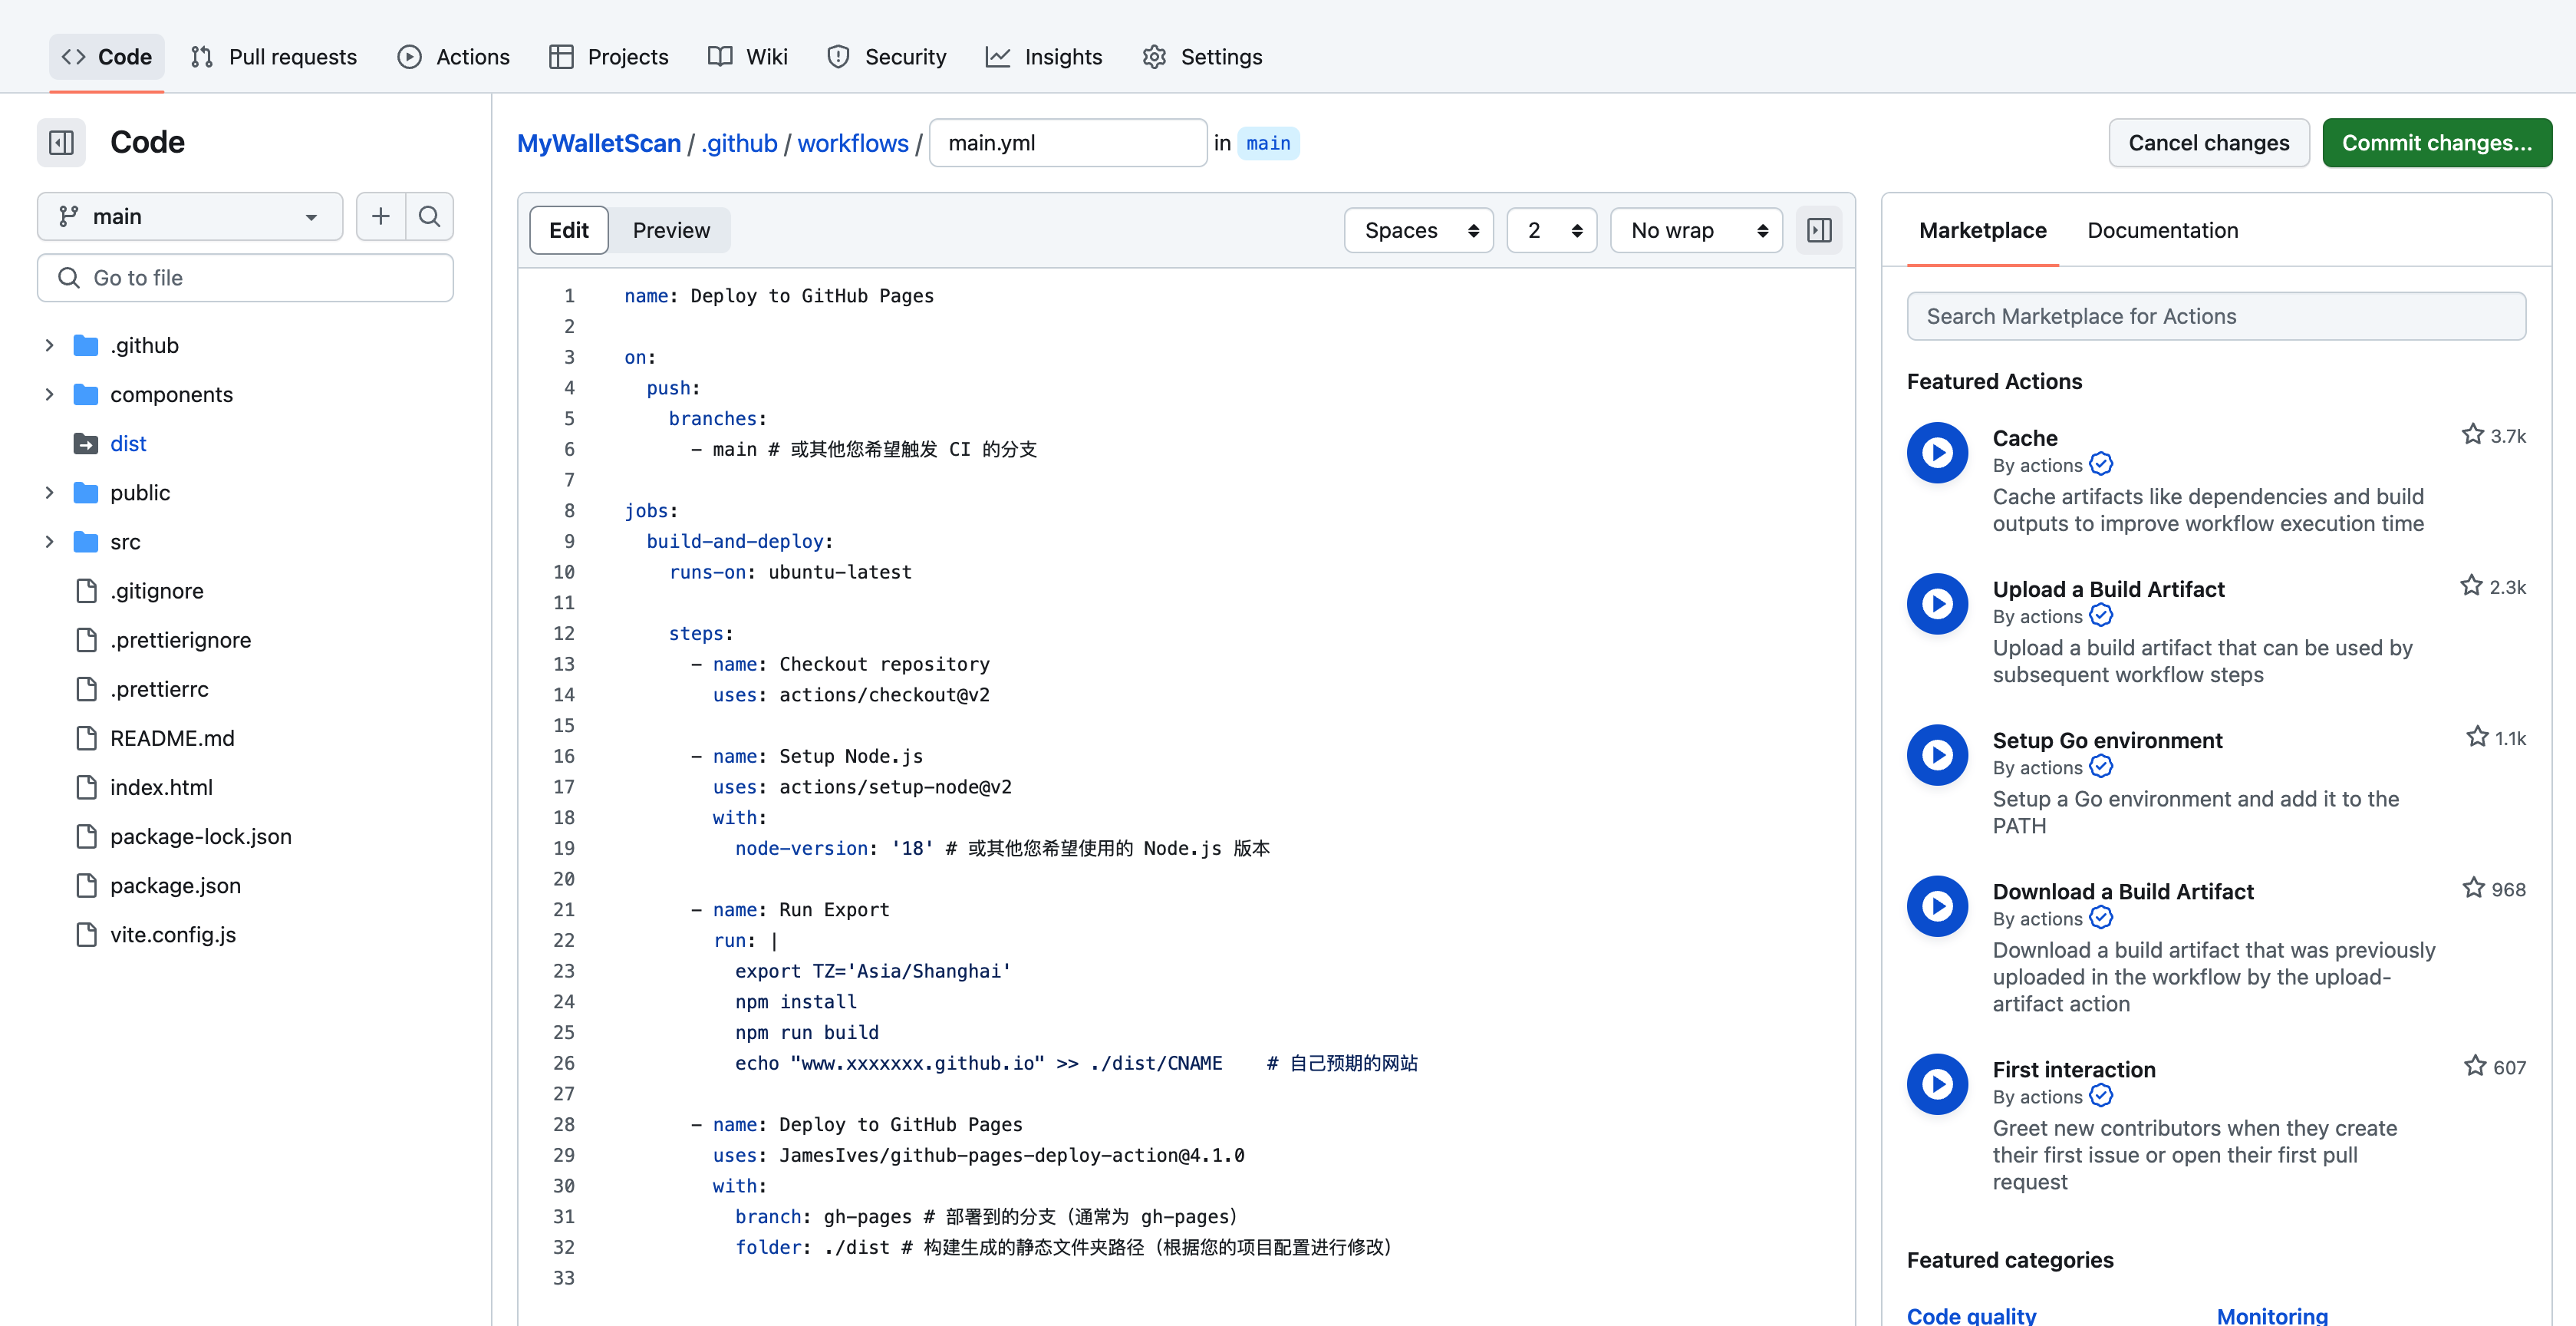 Code
Pull requests
Actions
Projects
Wiki
Security
Insights
Settings
Code
main
Go to file
.github
components
dist
public
src
.gitignore
.prettierignore
.prettierrc
README.md
index.html
package-lock.json
package.json
vite.config.js
MyWalletScan / .github / workflows / main.yml in main
Cancel changes
Commit changes...
Edit
Preview
Spaces
2
No wrap
1 name: Deploy to GitHub Pages
2
3 on:
4 push:
5 branches:
6 - main # 或其他您希望触发 CI 的分支
7
8 jobs:
9 build-and-deploy:
10 runs-on: ubuntu-latest
11
12 steps:
13 - name: Checkout repository
14 uses: actions/checkout@v2
15
16 - name: Setup Node.js
17 uses: actions/setup-node@v2
18 with:
19 node-version: '18' # 或其他您希望使用的 Node.js 版本
20
21 - name: Run Export
22 run: |
23 export TZ='Asia/Shanghai'
24 npm install
25 npm run build
26 echo "www.xxxxxxx.github.io" >> ./dist/CNAME # 自己预期的网站
27
28 - name: Deploy to GitHub Pages
29 uses: JamesIves/github-pages-deploy-action@4.1.0
30 with:
31 branch: gh-pages # 部署到的分支（通常为 gh-pages）
32 folder: ./dist # 构建生成的静态文件夹路径（根据您的项目配置进行修改）
33
Marketplace
Documentation
Search Marketplace for Actions
Featured Actions
Cache
3.7k
By actions
Cache artifacts like dependencies and build
outputs to improve workflow execution time
Upload a Build Artifact
2.3k
By actions
Upload a build artifact that can be used by
subsequent workflow steps
Setup Go environment
1.1k
By actions
Setup a Go environment and add it to the
PATH
Download a Build Artifact
968
By actions
Download a build artifact that was previously
uploaded in the workflow by the upload-
artifact action
First interaction
607
By actions
Greet new contributors when they create
their first issue or open their first pull
request
Featured categories
Code quality
Monitoring